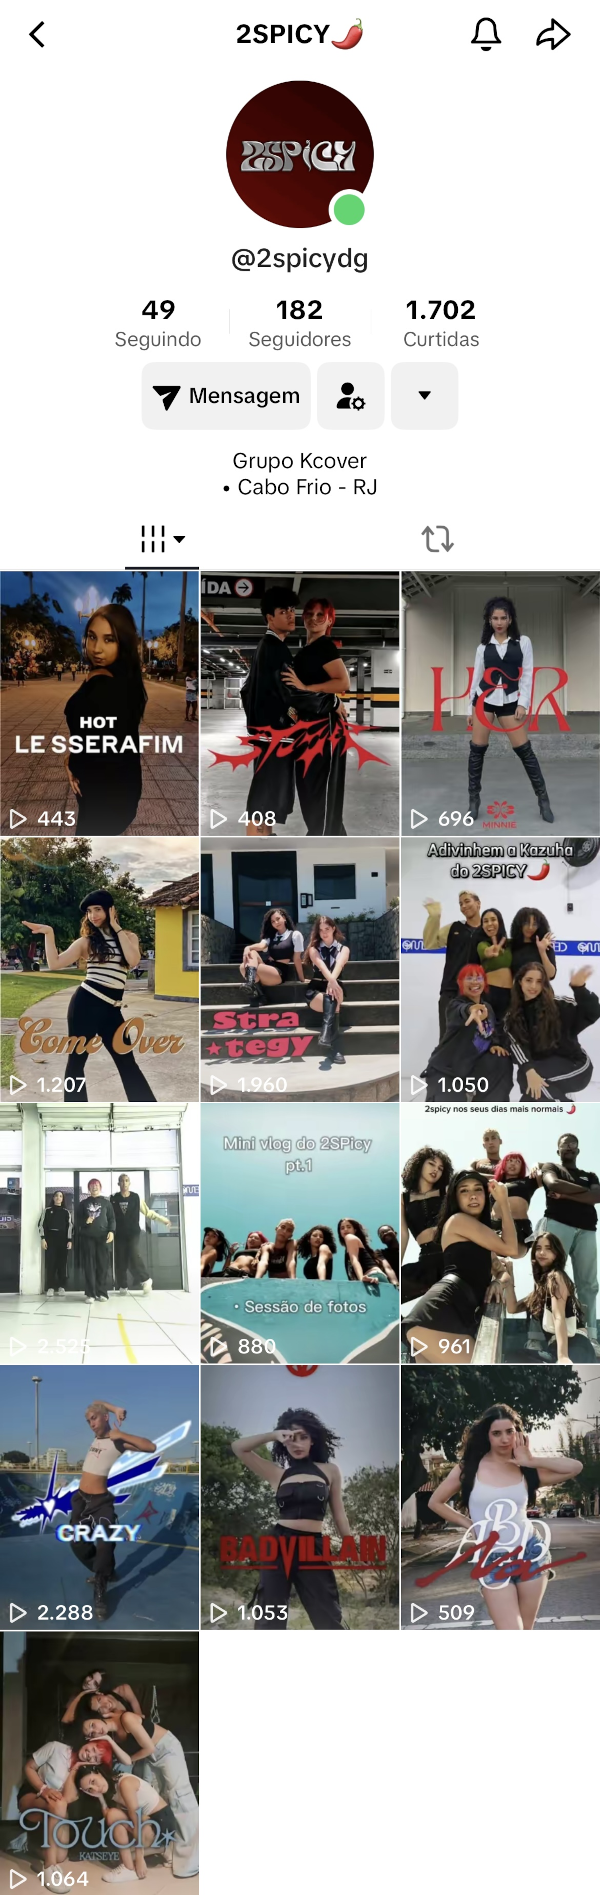 2SPICY🌶️
2SPICY
@2spicydg
49
Seguindo
182
Seguidores
1.702
Curtidas
Mensagem
Grupo Kcover
• Cabo Frio - RJ
HOT
LE SSERAFIM
443
ÍDA
STUNNER
408
HER
696
MINNIE
Come Over
1.207
Stra
★tegy
1.960
Adivinhem a Kazuha
do 2SPICY🌶️
1.050
2.525
Mini vlog do 2SPicy
pt.1
• Sessão de fotos
880
2spicy nos seus dias mais normais 🌶️
961
CRAZY
2.288
BADVILLAIN
1.053
ABD
509
Touch
KATSEYE
1.064